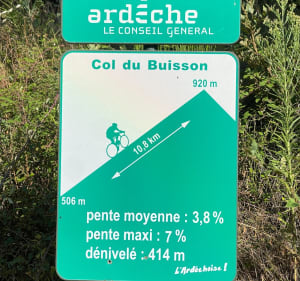 ardèche
LE CONSEIL GENERAL
Col du Buisson
920 m
10,8 km
506 m
pente moyenne : 3,8 %
pente maxi : 7 %
dénivelé : 414 m
L'Ardéchoise !